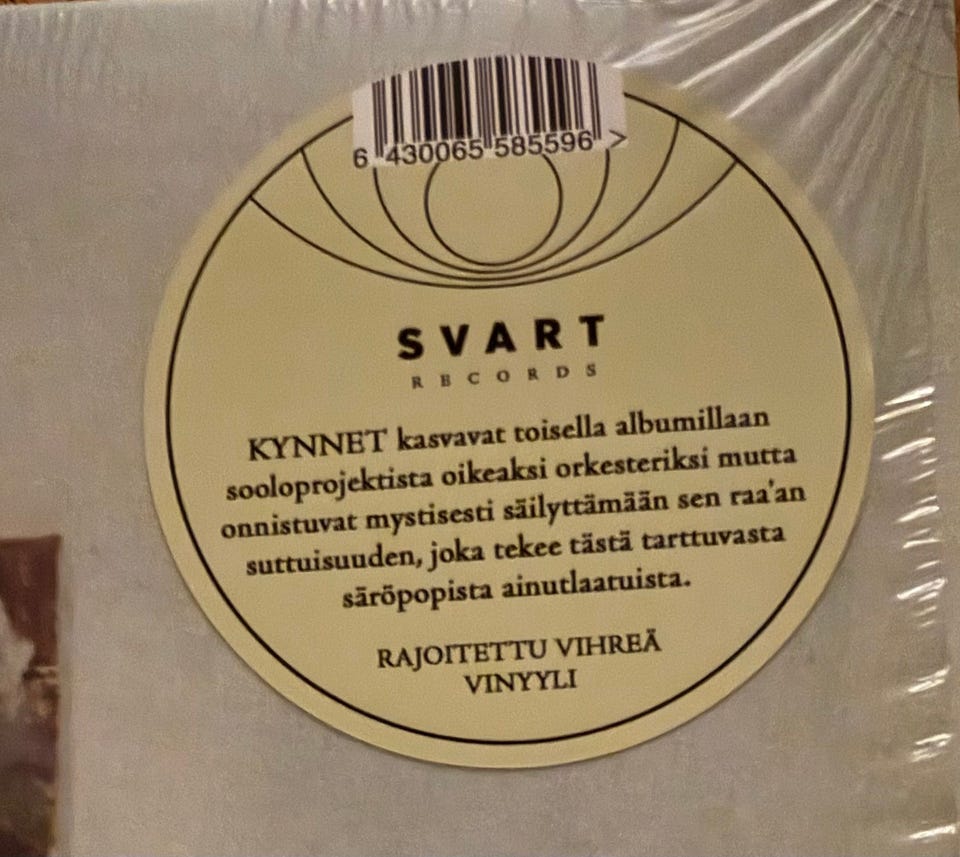 6 430065 585596 >
SVART
RECORDS
KYNNET kasvavat toisella albumillaan
sooloprojektista oikeaksi orkesteriksi mutta
onnistuvat mystisesti säilyttämään sen raa'an
suttuisuuden, joka tekee tästä tarttuvasta
säröpopista ainutlaatuista.
RAJOITETTU VIHREÄ
VINYYLI